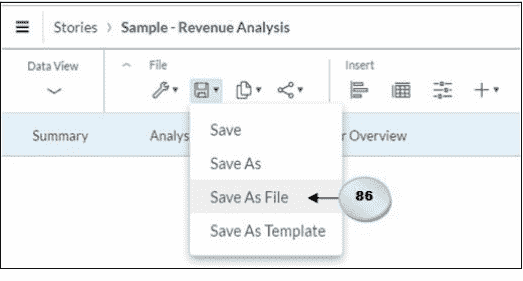 Stories > Sample - Revenue Analysis
Data View
File
Insert
Summary
Analys
r Overview
Save
Save As
Save As File
86
Save As Template